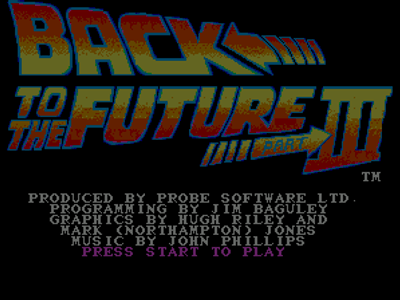 BACK
TO THE FUTURE III
PART
TM
PRODUCED BY PROBE SOFTWARE LTD.
PROGRAMMING BY JIM BAGULEY
GRAPHICS BY HUGH RILEY AND
MARK (NORTHAMPTON) JONES
MUSIC BY JOHN PHILLIPS
PRESS START TO PLAY